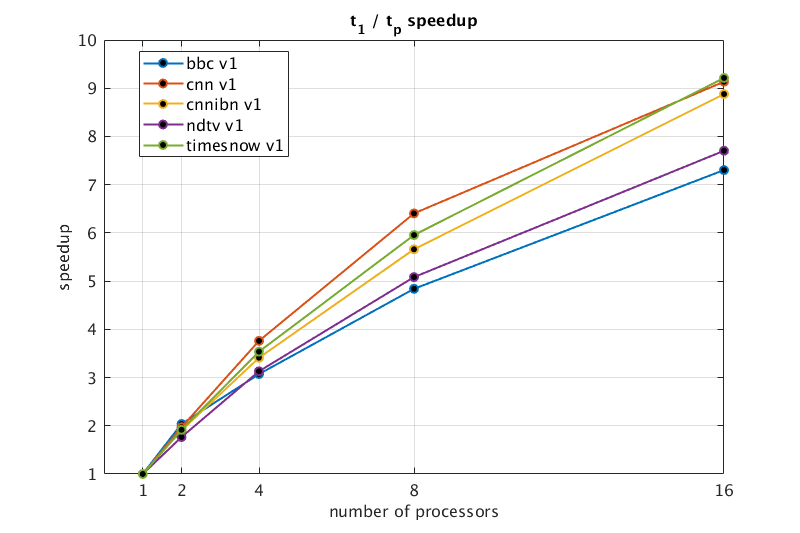 t1 / tp speedup
10
9
8
7
6
5
4
3
2
1
speedup
bbc v1
cnn v1
cnnibn v1
ndtv v1
timesnow v1
1 2 4 8 16
number of processors